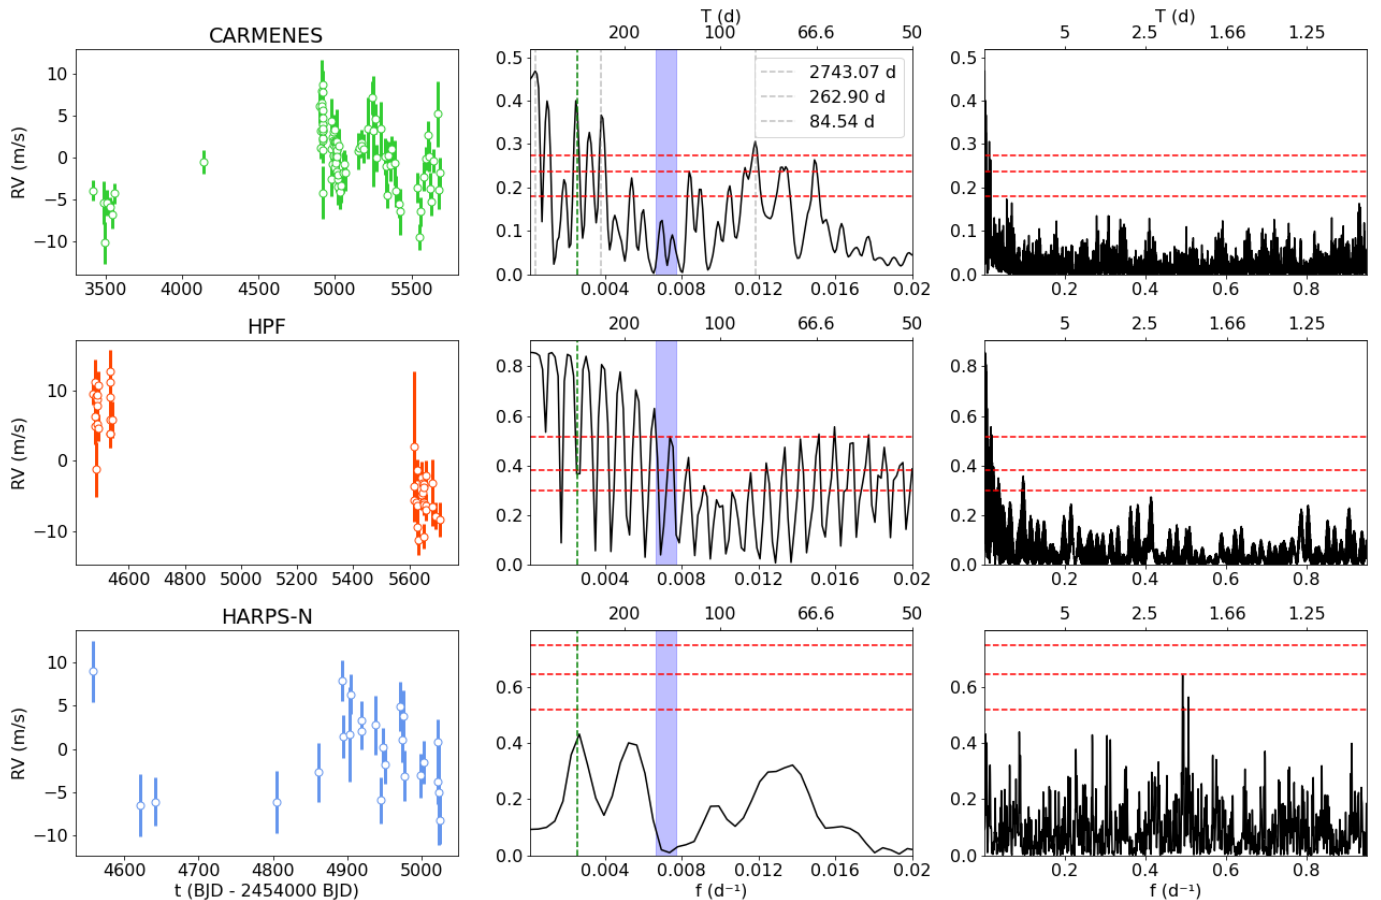 CARMENES
T (d)
T (d)
200 100 66.6 50
5 2.5 1.66 1.25
RV (m/s)
10
5
0
−5
−10
3500 4000 4500 5000 5500
0.5
0.4
0.3
0.2
0.1
0.0
0.004 0.008 0.012 0.016 0.02
2743.07 d
262.90 d
84.54 d
0.5
0.4
0.3
0.2
0.1
0.0
0.2 0.4 0.6 0.8
HPF
200 100 66.6 50
5 2.5 1.66 1.25
RV (m/s)
10
0
−10
4600 4800 5000 5200 5400 5600
0.8
0.6
0.4
0.2
0.0
0.004 0.008 0.012 0.016 0.02
0.8
0.6
0.4
0.2
0.0
0.2 0.4 0.6 0.8
HARPS-N
200 100 66.6 50
5 2.5 1.66 1.25
RV (m/s)
10
5
0
−5
−10
4600 4700 4800 4900 5000
t (BJD - 2454000 BJD)
0.6
0.4
0.2
0.0
0.004 0.008 0.012 0.016 0.02
f (d⁻¹)
0.6
0.4
0.2
0.0
0.2 0.4 0.6 0.8
f (d⁻¹)